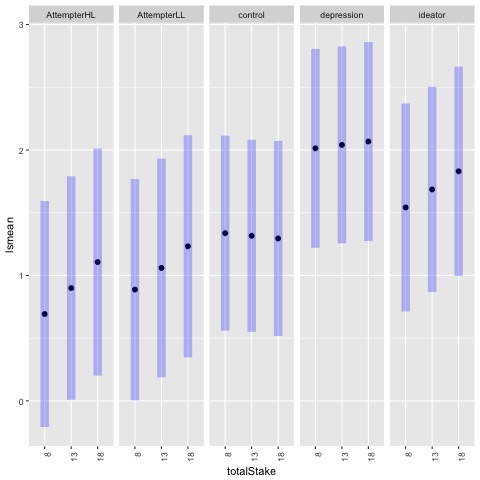 AttempterHL AttempterLL control depression ideator
3
2
1
0
lsmean
8 13 18 8 13 18 8 13 18 8 13 18 8 13 18
totalStake